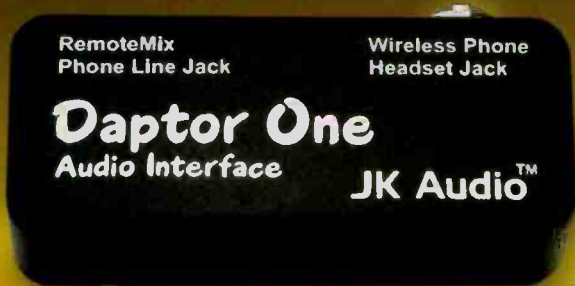 RemoteMix
Phone Line Jack
Wireless Phone
Headset Jack
Daptor One
Audio Interface
JK Audio™